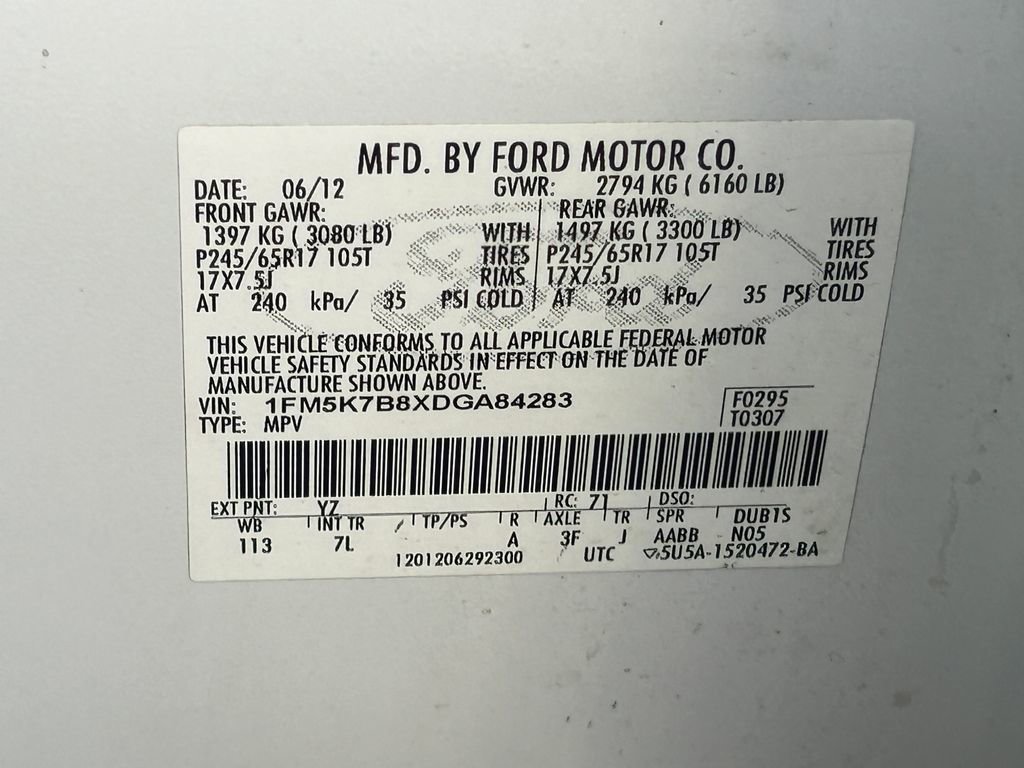 MFD. BY FORD MOTOR CO.
DATE: 06/12 GVWR: 2794 KG ( 6160 LB)
FRONT GAWR: REAR GAWR:
1397 KG ( 3080 LB) WITH 1497 KG ( 3300 LB) WITH
P245/65R17 105T TIRES P245/65R17 105T TIRES
17X7.5J RIMS 17X7.5J RIMS
AT 240 kPa/ 35 PSI COLD AT 240 kPa/ 35 PSI COLD
THIS VEHICLE CONFORMS TO ALL APPLICABLE FEDERAL MOTOR
VEHICLE SAFETY STANDARDS IN EFFECT ON THE DATE OF
MANUFACTURE SHOWN ABOVE.
VIN: 1FM5K7B8XDGA84283 F0295
TYPE: MPV T0307
EXT PNT: YZ RC: 71 DSO:
WB INT TR TP/PS R AXLE TR SPR DUB1S
113 7L A 3F J AABB N05
1201206292300 UTC 5U5A-1520472-BA